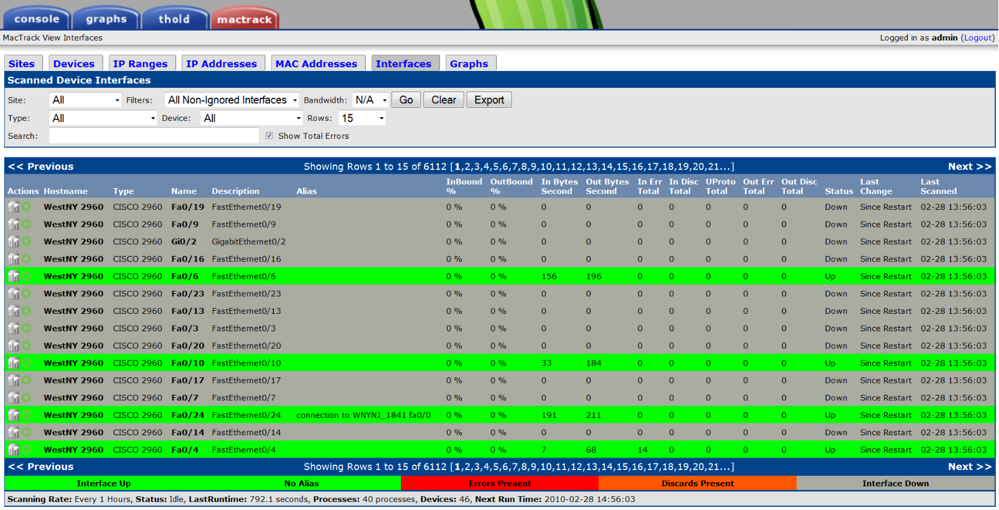 console graphs thold mactrack
MacTrack View Interfaces Logged in as admin (Logout)
Sites Devices IP Ranges IP Addresses MAC Addresses Interfaces Graphs
Scanned Device Interfaces
Site: All Filters: All Non-Ignored Interfaces Bandwidth: N/A Go Clear Export
Type: All Device: All Rows: 15
Search: Show Total Errors
<< Previous Showing Rows 1 to 15 of 6112 [1,2,3,4,5,6,7,8,9,10,11,12,13,14,15,16,17,18,19,20,21...] Next >>
InBound OutBound In Bytes Out Bytes In Err In Disc UProto Out Err Out Disc Last Last
Actions Hostname Type Name Description Alias % % Second Second Total Total Total Total Total Status Change Scanned
WestNY 2960 CISCO 2960 Fa0/19 FastEthernet0/19 0 % 0 % 0 0 0 0 0 0 0 Down Since Restart 02-28 13:56:03
WestNY 2960 CISCO 2960 Fa0/9 FastEthernet0/9 0 % 0 % 0 0 0 0 0 0 0 Down Since Restart 02-28 13:56:03
WestNY 2960 CISCO 2960 Gi0/2 GigabitEthernet0/2 0 % 0 % 0 0 0 0 0 0 0 Down Since Restart 02-28 13:56:03
WestNY 2960 CISCO 2960 Fa0/16 FastEthernet0/16 0 % 0 % 0 0 0 0 0 0 0 Down Since Restart 02-28 13:56:03
WestNY 2960 CISCO 2960 Fa0/6 FastEthernet0/6 0 % 0 % 156 196 0 0 0 0 0 Up Since Restart 02-28 13:56:03
WestNY 2960 CISCO 2960 Fa0/23 FastEthernet0/23 0 % 0 % 0 0 0 0 0 0 0 Down Since Restart 02-28 13:56:03
WestNY 2960 CISCO 2960 Fa0/13 FastEthernet0/13 0 % 0 % 0 0 0 0 0 0 0 Down Since Restart 02-28 13:56:03
WestNY 2960 CISCO 2960 Fa0/3 FastEthernet0/3 0 % 0 % 0 0 0 0 0 0 0 Down Since Restart 02-28 13:56:03
WestNY 2960 CISCO 2960 Fa0/20 FastEthernet0/20 0 % 0 % 0 0 0 0 0 0 0 Down Since Restart 02-28 13:56:03
WestNY 2960 CISCO 2960 Fa0/10 FastEthernet0/10 0 % 0 % 33 184 0 0 0 0 0 Up Since Restart 02-28 13:56:03
WestNY 2960 CISCO 2960 Fa0/17 FastEthernet0/17 0 % 0 % 0 0 0 0 0 0 0 Down Since Restart 02-28 13:56:03
WestNY 2960 CISCO 2960 Fa0/7 FastEthernet0/7 0 % 0 % 0 0 0 0 0 0 0 Down Since Restart 02-28 13:56:03
WestNY 2960 CISCO 2960 Fa0/24 FastEthernet0/24 connection to WNYNJ_1841 fa0/0 0 % 0 % 191 211 0 0 0 0 0 Up Since Restart 02-28 13:56:03
WestNY 2960 CISCO 2960 Fa0/14 FastEthernet0/14 0 % 0 % 0 0 0 0 0 0 0 Down Since Restart 02-28 13:56:03
WestNY 2960 CISCO 2960 Fa0/4 FastEthernet0/4 0 % 0 % 7 68 14 0 0 0 0 Up Since Restart 02-28 13:56:03
<< Previous Showing Rows 1 to 15 of 6112 [1,2,3,4,5,6,7,8,9,10,11,12,13,14,15,16,17,18,19,20,21...] Next >>
Interface Up No Alias Errors Present Discards Present Interface Down
Scanning Rate: Every 1 Hours, Status: Idle, LastRuntime: 792.1 seconds, Processes: 40 processes, Devices: 46, Next Run Time: 2010-02-28 14:56:03